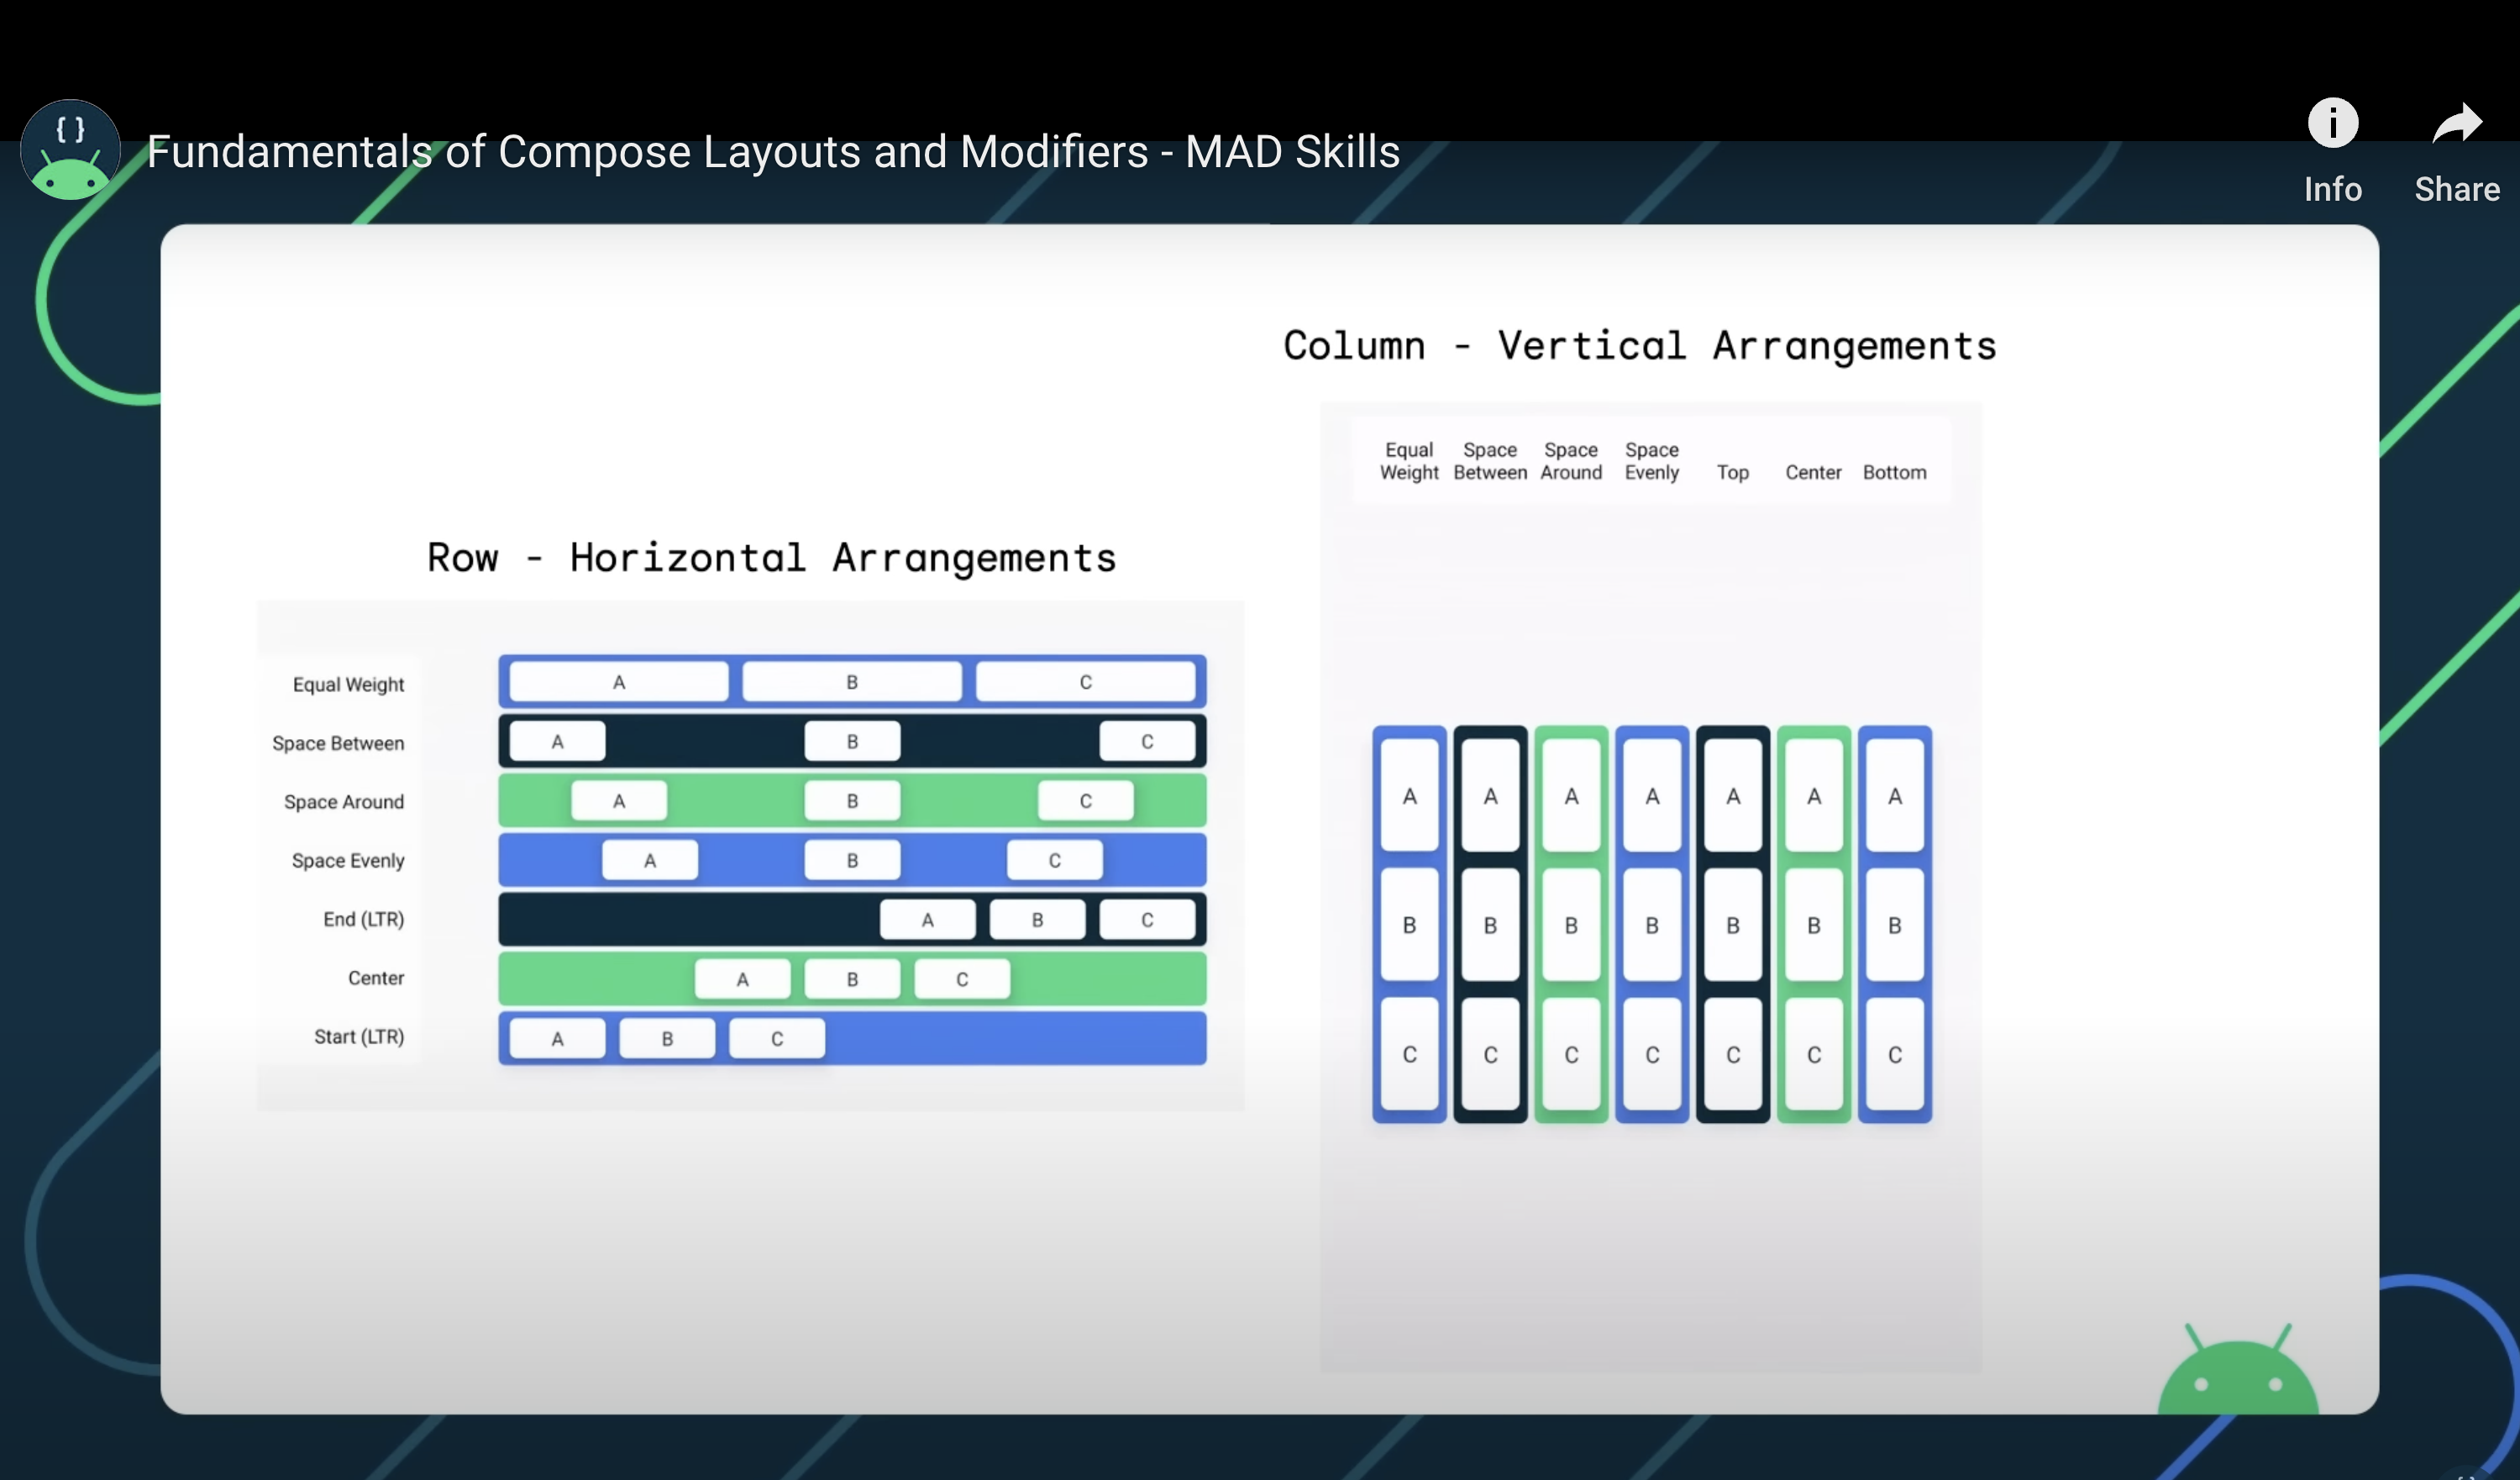 { }
Fundamentals of Compose Layouts and Modifiers - MAD Skills
i
Info
Share
Column - Vertical Arrangements
Equal Weight
Space Between
Space Around
Space Evenly
Top
Center
Bottom
A A A A A A A
B B B B B B B
C C C C C C C
Row - Horizontal Arrangements
Equal Weight A B C
Space Between A B C
Space Around A B C
Space Evenly A B C
End (LTR) A B C
Center A B C
Start (LTR) A B C